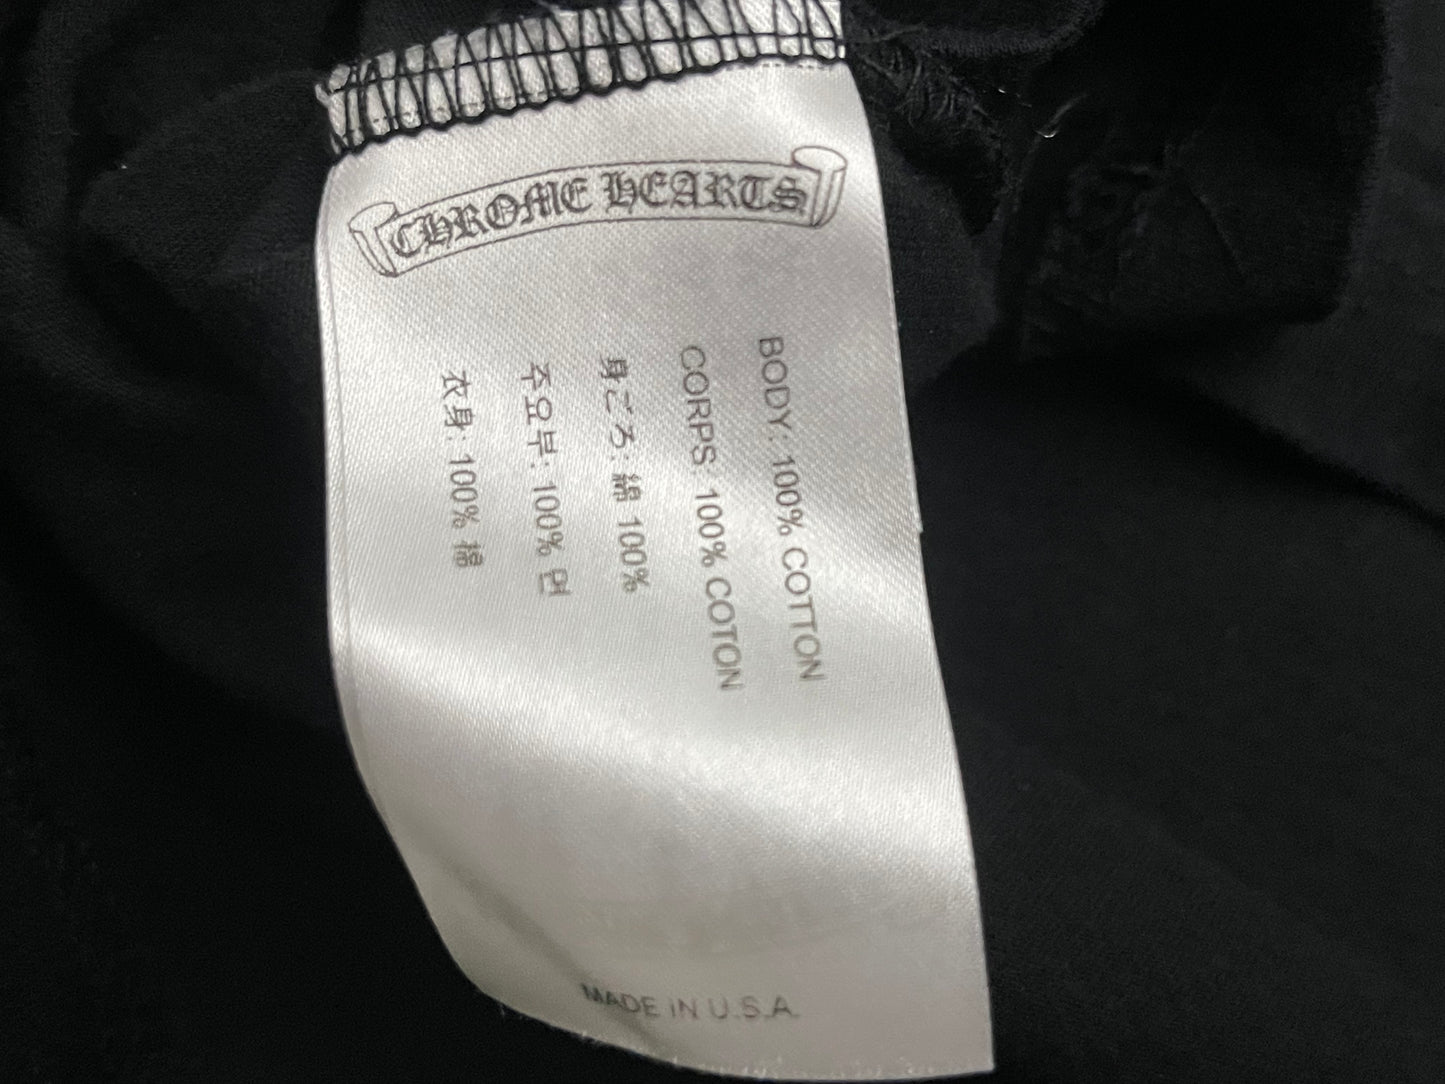 CHROME HEARTS
BODY: 100% COTTON
CORPS: 100% COTON
身ごろ: 綿 100%
주요부: 100% 면
衣身: 100% 棉
MADE IN U.S.A.